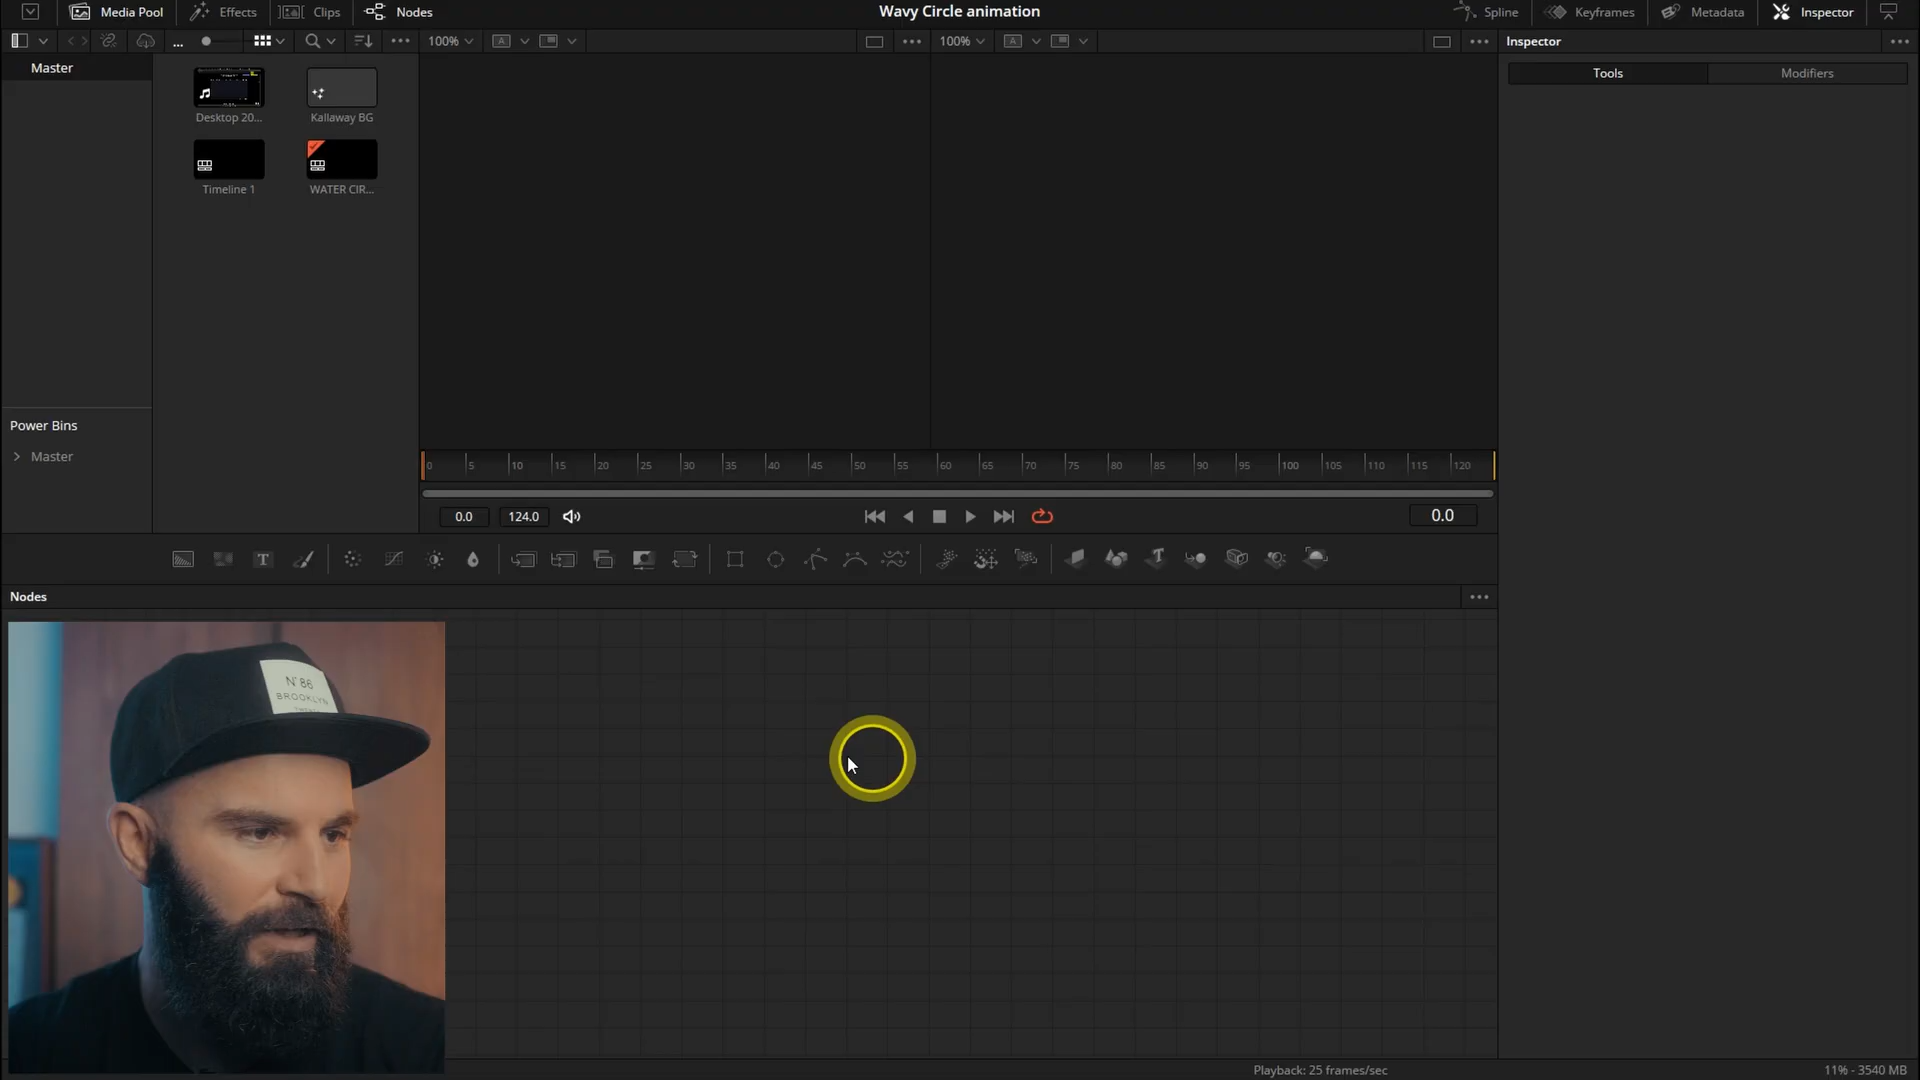 Media Pool
Effects
Clips
Nodes
Wavy Circle animation
Spline
Keyframes
Metadata
Inspector
...
100%
A
100%
A
Inspector
Tools
Modifiers
Master
Desktop 20...
Kallaway BG
Timeline 1
WATER CIR...
Power Bins
Master
0 5 10 15 20 25 30 35 40 45 50 55 60 65 70 75 80 85 90 95 100 105 110 115 120
0.0
124.0
0.0
T
T
Nodes
N°86
BROOKLYN
Playback: 25 frames/sec
11% - 3540 MB